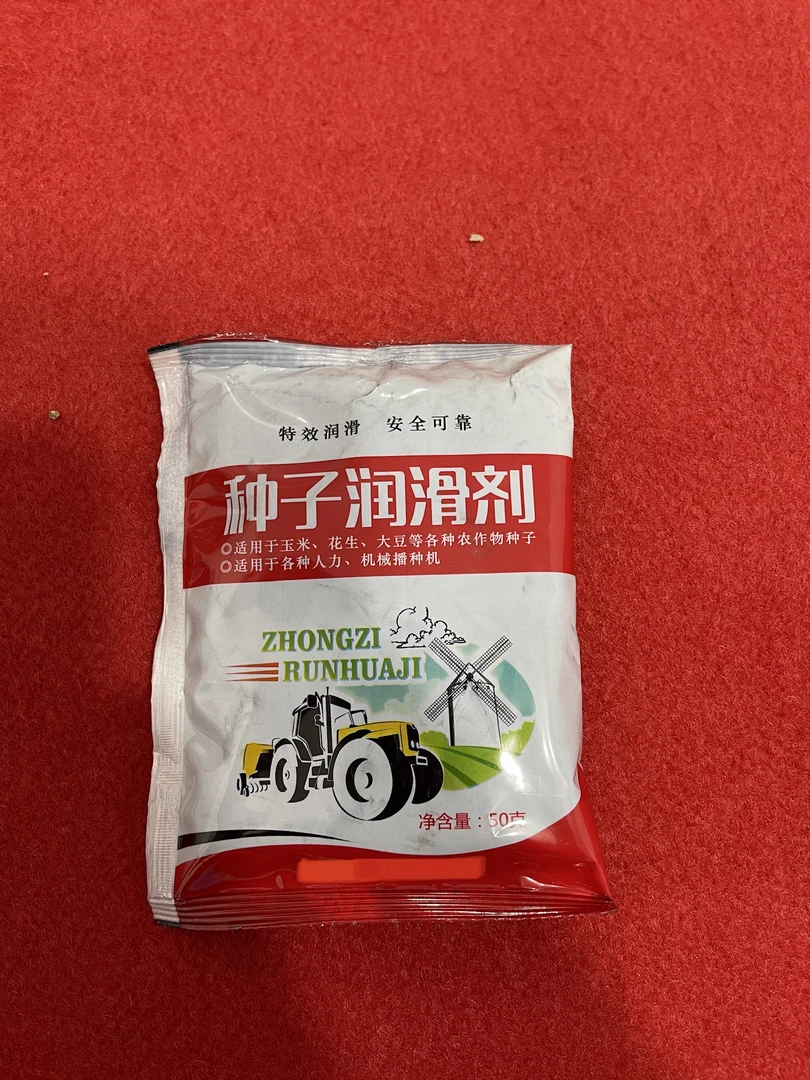 特效润滑 安全可靠
种子润滑剂
◎适用于玉米、花生、大豆等各种农作物种子
◎适用于各种人力、机械播种机
ZHONGZI
RUNHUAJI
净含量：50克